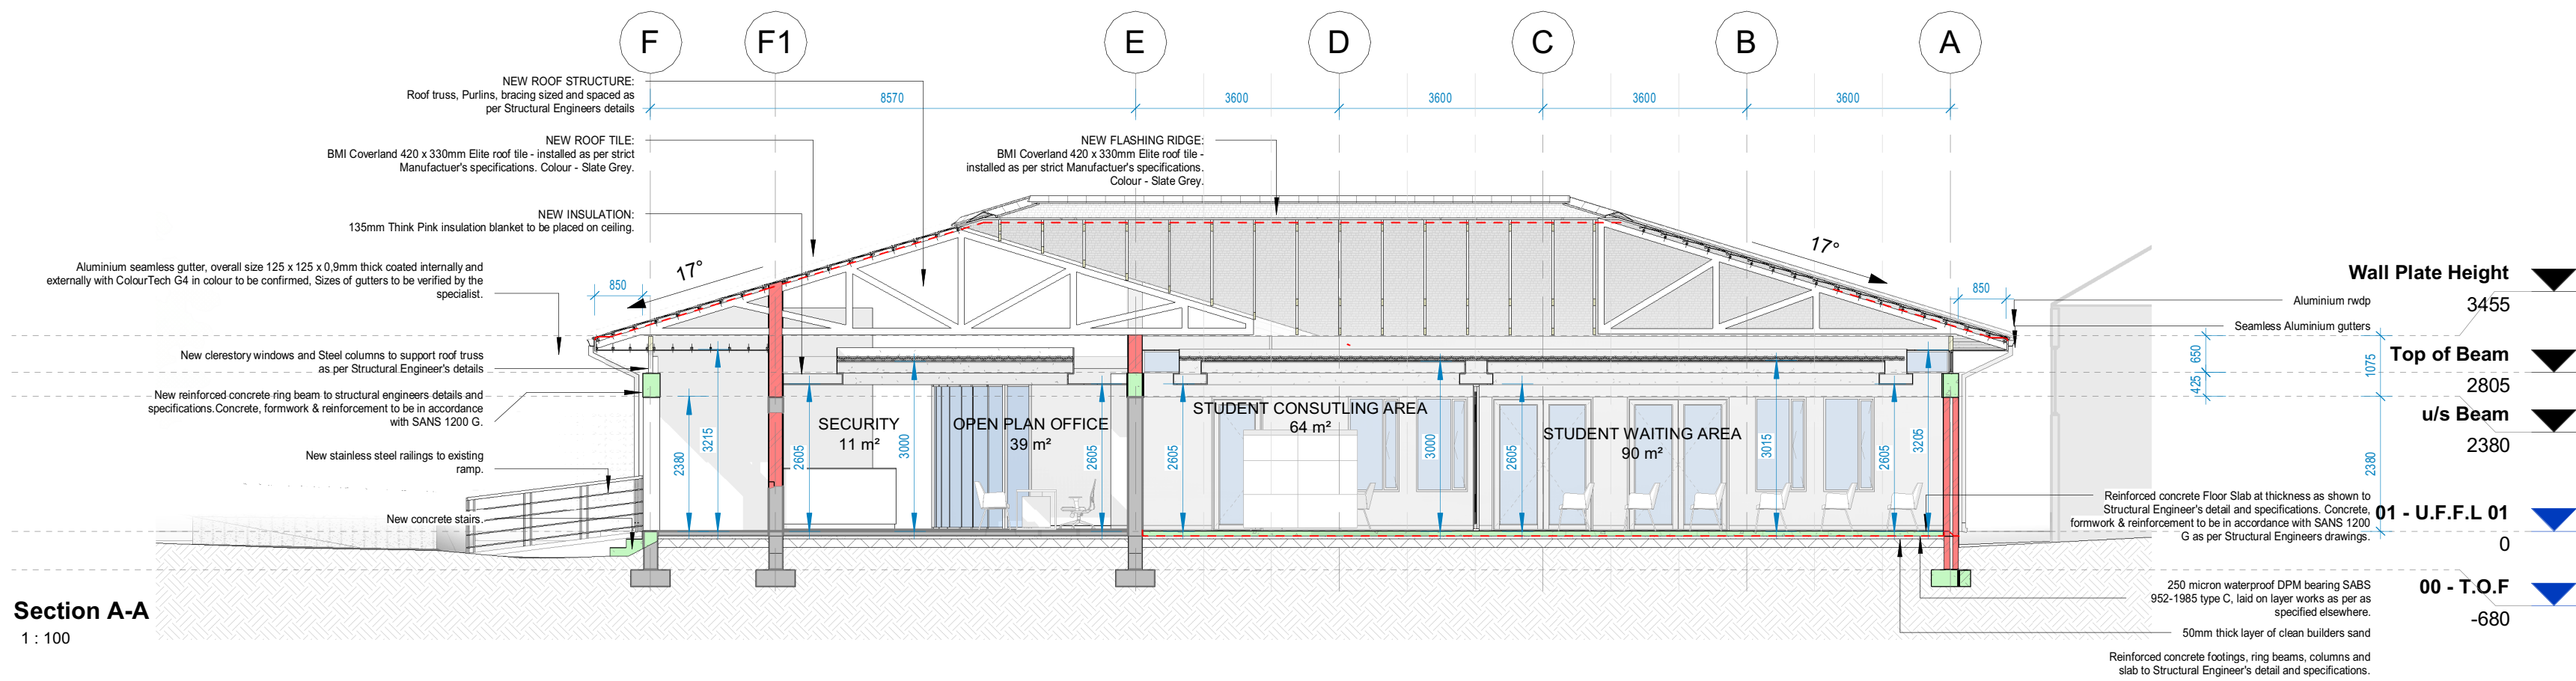 F
F1
E
D
C
B
A
8570
3600
3600
3600
3600
NEW ROOF STRUCTURE:
Roof truss, Purlins, bracing sized and spaced as
per Structural Engineers details
NEW ROOF TILE:
BMI Coverland 420 x 330mm Elite roof tile - installed as per strict
Manufactuer's specifications. Colour - Slate Grey.
NEW FLASHING RIDGE:
BMI Coverland 420 x 330mm Elite roof tile -
installed as per strict Manufactuer's specifications.
Colour - Slate Grey.
NEW INSULATION:
135mm Think Pink insulation blanket to be placed on ceiling.
Aluminium seamless gutter, overall size 125 x 125 x 0,9mm thick coated internally and
externally with ColourTech G4 in colour to be confirmed, Sizes of gutters to be verified by the
specialist.
850
17°
17°
850
New clerestory windows and Steel columns to support roof truss
as per Structural Engineer's details
New reinforced concrete ring beam to structural engineers details and
specifications.Concrete, formwork & reinforcement to be in accordance
with SANS 1200 G.
New stainless steel railings to existing
ramp.
New concrete stairs.
2380
3215
2605
SECURITY
11 m²
3000
OPEN PLAN OFFICE
39 m²
2605
2605
STUDENT CONSUTLING AREA
64 m²
3000
2605
STUDENT WAITING AREA
90 m²
3015
2605
3205
Wall Plate Height
3455
Aluminium rwdp
Seamless Aluminium gutters
650
1075
425
2380
Top of Beam
2805
u/s Beam
2380
Reinforced concrete Floor Slab at thickness as shown to
Structural Engineer's detail and specifications. Concrete,
formwork & reinforcement to be in accordance with SANS 1200
G as per Structural Engineers drawings.
01 - U.F.F.L 01
0
250 micron waterproof DPM bearing SABS
952-1985 type C, laid on layer works as per as
specified elsewhere.
00 - T.O.F
-680
50mm thick layer of clean builders sand
Reinforced concrete footings, ring beams, columns and
slab to Structural Engineer's detail and specifications.
Section A-A
1 : 100